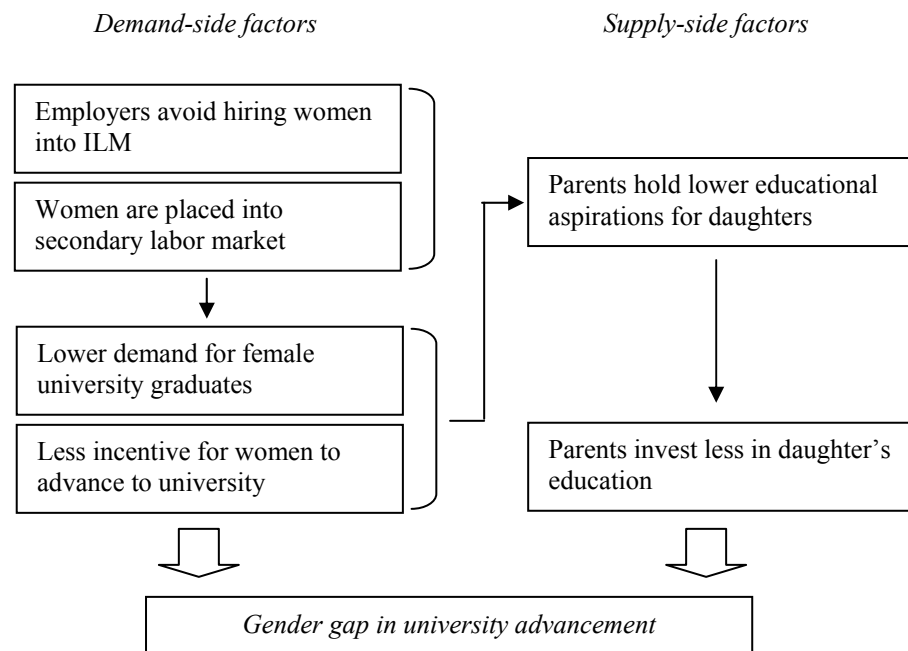 Demand-side factors
Supply-side factors
Employers avoid hiring women
into ILM
Women are placed into
secondary labor market
Lower demand for female
university graduates
Less incentive for women to
advance to university
Parents hold lower educational
aspirations for daughters
Parents invest less in daughter’s
education
Gender gap in university advancement